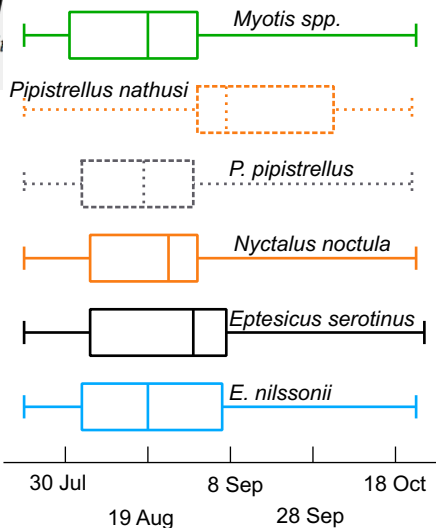 Myotis spp.
Pipistrellus nathusi
P. pipistrellus
Nyctalus noctula
Eptesicus serotinus
E. nilssonii
30 Jul
8 Sep
18 Oct
19 Aug
28 Sep